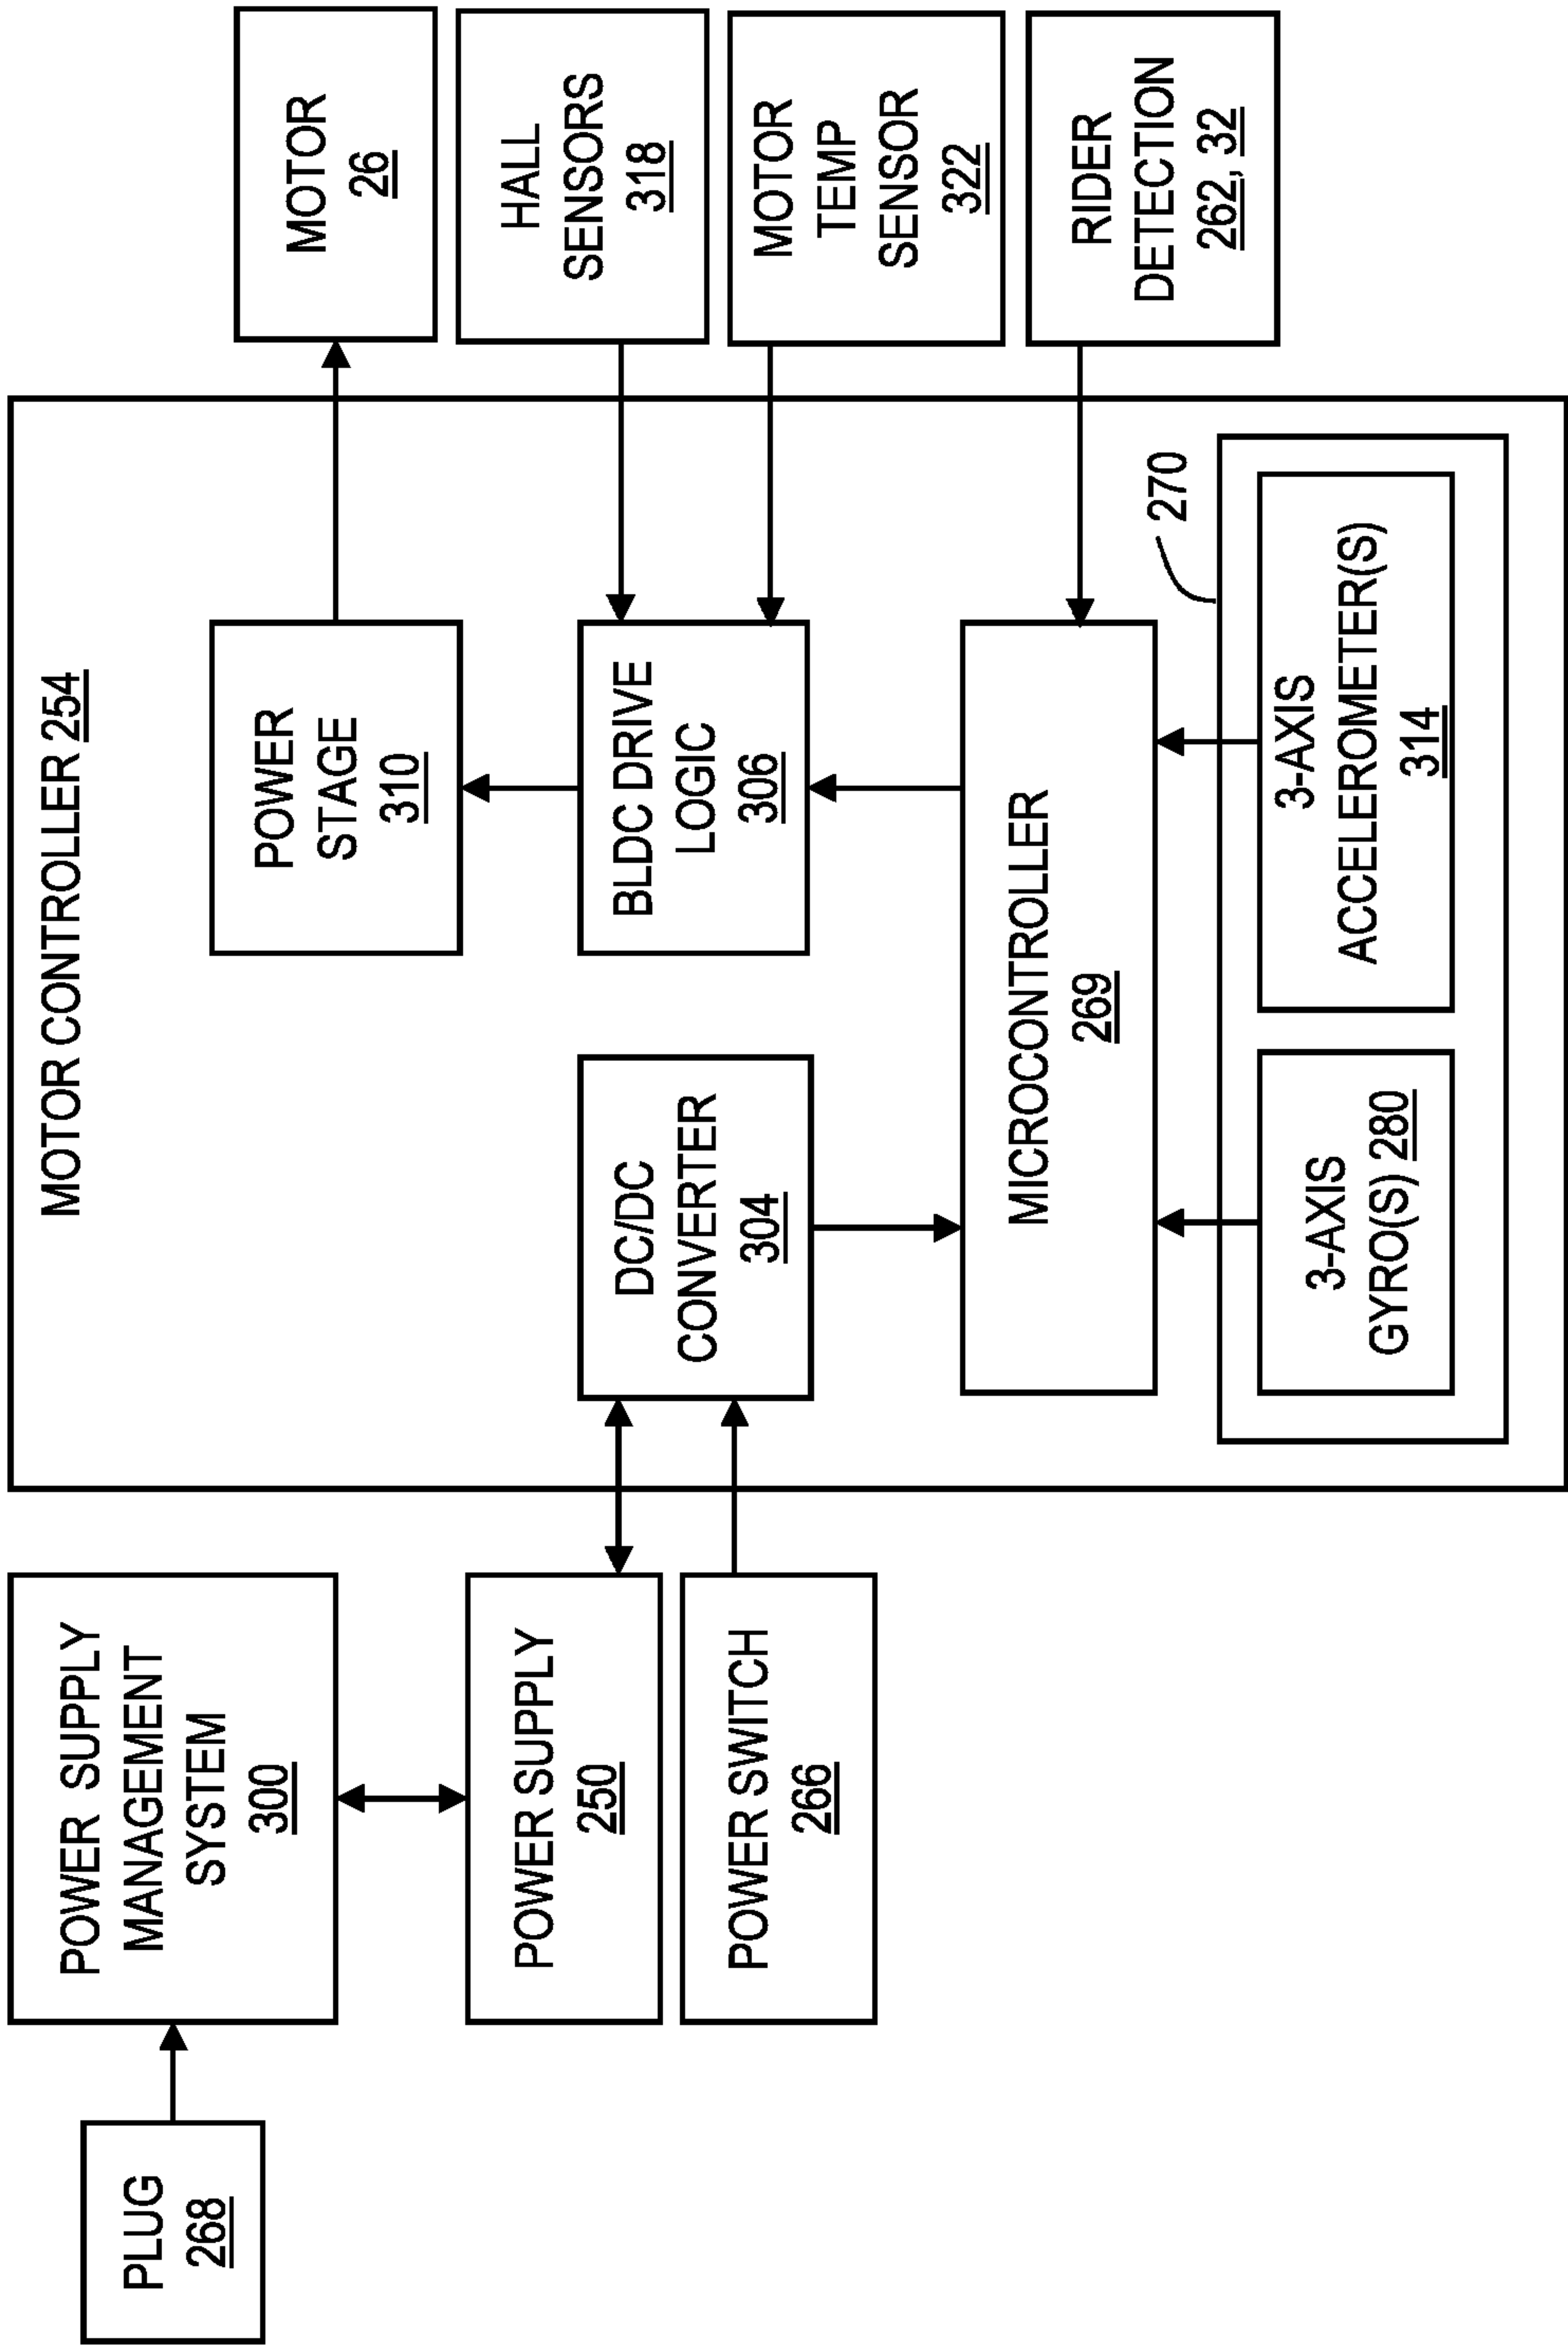 PLUG
268
POWER SUPPLY
MANAGEMENT
SYSTEM
300
POWER SUPPLY
250
POWER SWITCH
266
MOTOR CONTROLLER 254
DC/DC
CONVERTER
304
POWER
STAGE
310
BLDC DRIVE
LOGIC
306
MICROCONTROLLER
269
270
3-AXIS
GYRO(S) 280
3-AXIS
ACCELEROMETER(S)
314
MOTOR
26
HALL
SENSORS
318
MOTOR
TEMP
SENSOR
322
RIDER
DETECTION
262, 32